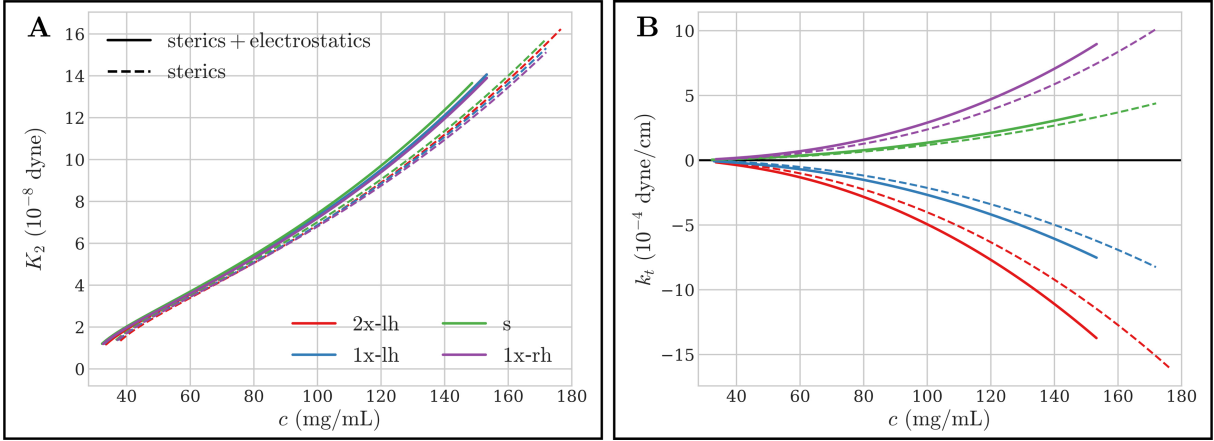 A
sterics + electrostatics
sterics
K₂ (10⁻⁸ dyne)
16
14
12
10
8
6
4
2
0
2x-lh
s
1x-lh
1x-rh
40 60 80 100 120 140 160 180
c (mg/mL)
B
kₜ (10⁻⁴ dyne/cm)
10
5
0
−5
−10
−15
40 60 80 100 120 140 160 180
c (mg/mL)